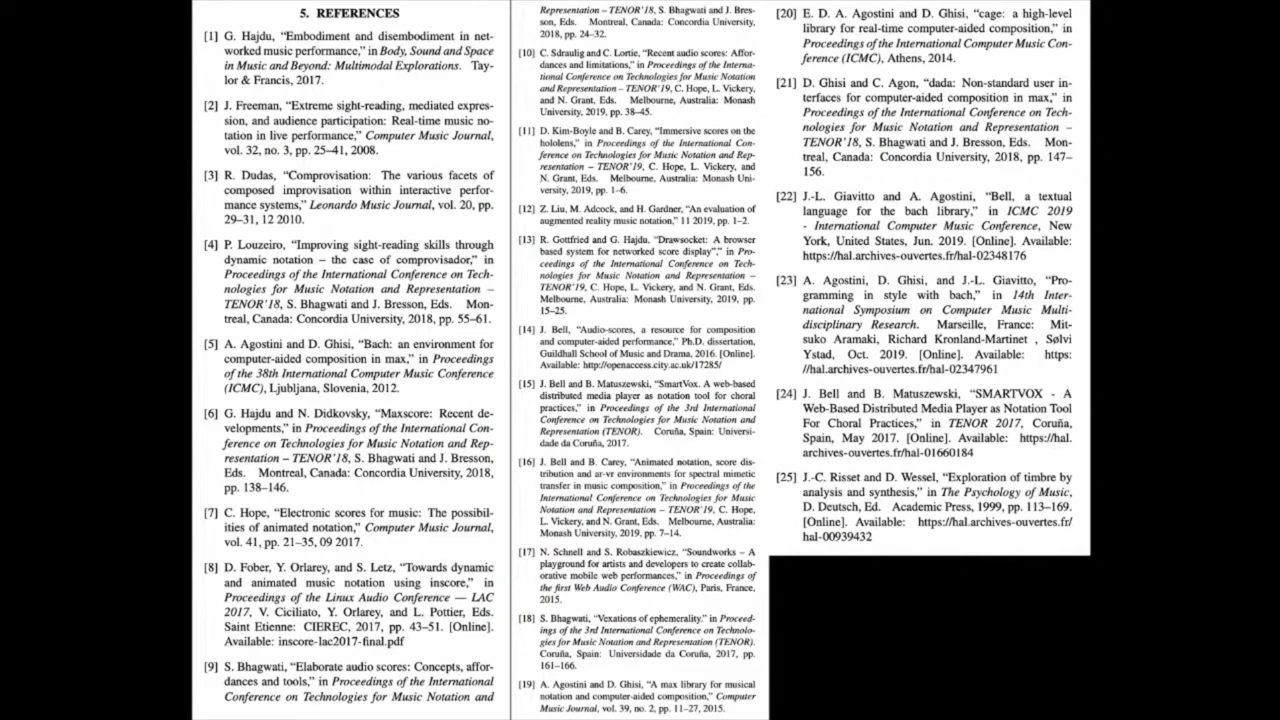 5. REFERENCES
[1] G. Hajdu, “Embodiment and disembodiment in net-
worked music performance,” in Body, Sound and Space
in Music and Beyond: Multimodal Explorations. Tay-
lor & Francis, 2017.
[2] J. Freeman, “Extreme sight-reading, mediated expres-
sion, and audience participation: Real-time music no-
tation in live performance,” Computer Music Journal,
vol. 32, no. 3, pp. 25–41, 2008.
[3] R. Dudas, “Comprovisation: The various facets of
composed improvisation within interactive perfor-
mance systems,” Leonardo Music Journal, vol. 20, pp.
29–31, 12 2010.
[4] P. Louzeiro, “Improving sight-reading skills through
dynamic notation – the case of comprovisador,” in
Proceedings of the International Conference on Tech-
nologies for Music Notation and Representation –
TENOR’18, S. Bhagwati and J. Bresson, Eds. Mon-
treal, Canada: Concordia University, 2018, pp. 55–61.
[5] A. Agostini and D. Ghisi, “Bach: an environment for
computer-aided composition in max,” in Proceedings
of the 38th International Computer Music Conference
(ICMC), Ljubljana, Slovenia, 2012.
[6] G. Hajdu and N. Didkovsky, “Maxscore: Recent de-
velopments,” in Proceedings of the International Con-
ference on Technologies for Music Notation and Rep-
resentation – TENOR’18, S. Bhagwati and J. Bresson,
Eds. Montreal, Canada: Concordia University, 2018,
pp. 138–146.
[7] C. Hope, “Electronic scores for music: The possibil-
ities of animated notation,” Computer Music Journal,
vol. 41, pp. 21–35, 09 2017.
[8] D. Fober, Y. Orlarey, and S. Letz, “Towards dynamic
and animated music notation using inscore,” in
Proceedings of the Linux Audio Conference — LAC
2017, V. Ciciliato, Y. Orlarey, and L. Pottier, Eds.
Saint Etienne: CIEREC, 2017, pp. 43–51. [Online].
Available: inscore-lac2017-final.pdf
[9] S. Bhagwati, “Elaborate audio scores: Concepts, affor-
dances and tools,” in Proceedings of the International
Conference on Technologies for Music Notation and
Representation – TENOR’18, S. Bhagwati and J. Bres-
son, Eds. Montreal, Canada: Concordia University,
2018, pp. 24–32.
[10] C. Sdraulig and C. Lortie, “Recent audio scores: Affor-
dances and limitations,” in Proceedings of the Interna-
tional Conference on Technologies for Music Notation
and Representation – TENOR’19, C. Hope, L. Vickery,
and N. Grant, Eds. Melbourne, Australia: Monash
University, 2019, pp. 38–45.
[11] D. Kim-Boyle and B. Carey, “Immersive scores on the
hololens,” in Proceedings of the International Con-
ference on Technologies for Music Notation and Rep-
resentation – TENOR’19, C. Hope, L. Vickery, and
N. Grant, Eds. Melbourne, Australia: Monash Uni-
versity, 2019, pp. 1–6.
[12] Z. Liu, M. Adcock, and H. Gardner, “An evaluation of
augmented reality music notation,” 11 2019, pp. 1–2.
[13] R. Gottfried and G. Hajdu, “Drawsocket: A browser
based system for networked score display”,” in Pro-
ceedings of the International Conference on Tech-
nologies for Music Notation and Representation –
TENOR’19, C. Hope, L. Vickery, and N. Grant, Eds.
Melbourne, Australia: Monash University, 2019, pp.
15–25.
[14] J. Bell, “Audio-scores, a resource for composition
and computer-aided performance,” Ph.D. dissertation,
Guildhall School of Music and Drama, 2016. [Online].
Available: http://openaccess.city.ac.uk/17285/
[15] J. Bell and B. Matuszewski, “SmartVox. A web-based
distributed media player as notation tool for choral
practices,” in Proceedings of the 3rd International
Conference on Technologies for Music Notation and
Representation (TENOR). Coruña, Spain: Universi-
dade da Coruña, 2017.
[16] J. Bell and B. Carey, “Animated notation, score dis-
tribution and ar-vr environments for spectral mimetic
transfer in music composition,” in Proceedings of the
International Conference on Technologies for Music
Notation and Representation – TENOR’19, C. Hope,
L. Vickery, and N. Grant, Eds. Melbourne, Australia:
Monash University, 2019, pp. 7–14.
[17] N. Schnell and S. Robaszkiewicz, “Soundworks – A
playground for artists and developers to create collab-
orative mobile web performances,” in Proceedings of
the first Web Audio Conference (WAC), Paris, France,
2015.
[18] S. Bhagwati, “Vexations of ephemerality.” in Proceed-
ings of the 3rd International Conference on Technolo-
gies for Music Notation and Representation (TENOR).
Coruña, Spain: Universidade da Coruña, 2017, pp.
161–166.
[19] A. Agostini and D. Ghisi, “A max library for musical
notation and computer-aided composition,” Computer
Music Journal, vol. 39, no. 2, pp. 11–27, 2015.
[20] E. D. A. Agostini and D. Ghisi, “cage: a high-level
library for real-time computer-aided composition,” in
Proceedings of the International Computer Music Con-
ference (ICMC), Athens, 2014.
[21] D. Ghisi and C. Agon, “dada: Non-standard user in-
terfaces for computer-aided composition in max,” in
Proceedings of the International Conference on Tech-
nologies for Music Notation and Representation –
TENOR’18, S. Bhagwati and J. Bresson, Eds. Mon-
treal, Canada: Concordia University, 2018, pp. 147–
156.
[22] J.-L. Giavitto and A. Agostini, “Bell, a textual
language for the bach library,” in ICMC 2019
- International Computer Music Conference, New
York, United States, Jun. 2019. [Online]. Available:
https://hal.archives-ouvertes.fr/hal-02348176
[23] A. Agostini, D. Ghisi, and J.-L. Giavitto, “Pro-
gramming in style with bach,” in 14th Inter-
national Symposium on Computer Music Multi-
disciplinary Research. Marseille, France: Mit-
suko Aramaki, Richard Kronland-Martinet , Sølvi
Ystad, Oct. 2019. [Online]. Available: https:
//hal.archives-ouvertes.fr/hal-02347961
[24] J. Bell and B. Matuszewski, “SMARTVOX - A
Web-Based Distributed Media Player as Notation Tool
For Choral Practices,” in TENOR 2017, Coruña,
Spain, May 2017. [Online]. Available: https://hal.
archives-ouvertes.fr/hal-01660184
[25] J.-C. Risset and D. Wessel, “Exploration of timbre by
analysis and synthesis,” in The Psychology of Music,
D. Deutsch, Ed. Academic Press, 1999, pp. 113–169.
[Online]. Available: https://hal.archives-ouvertes.fr/
hal-00939432